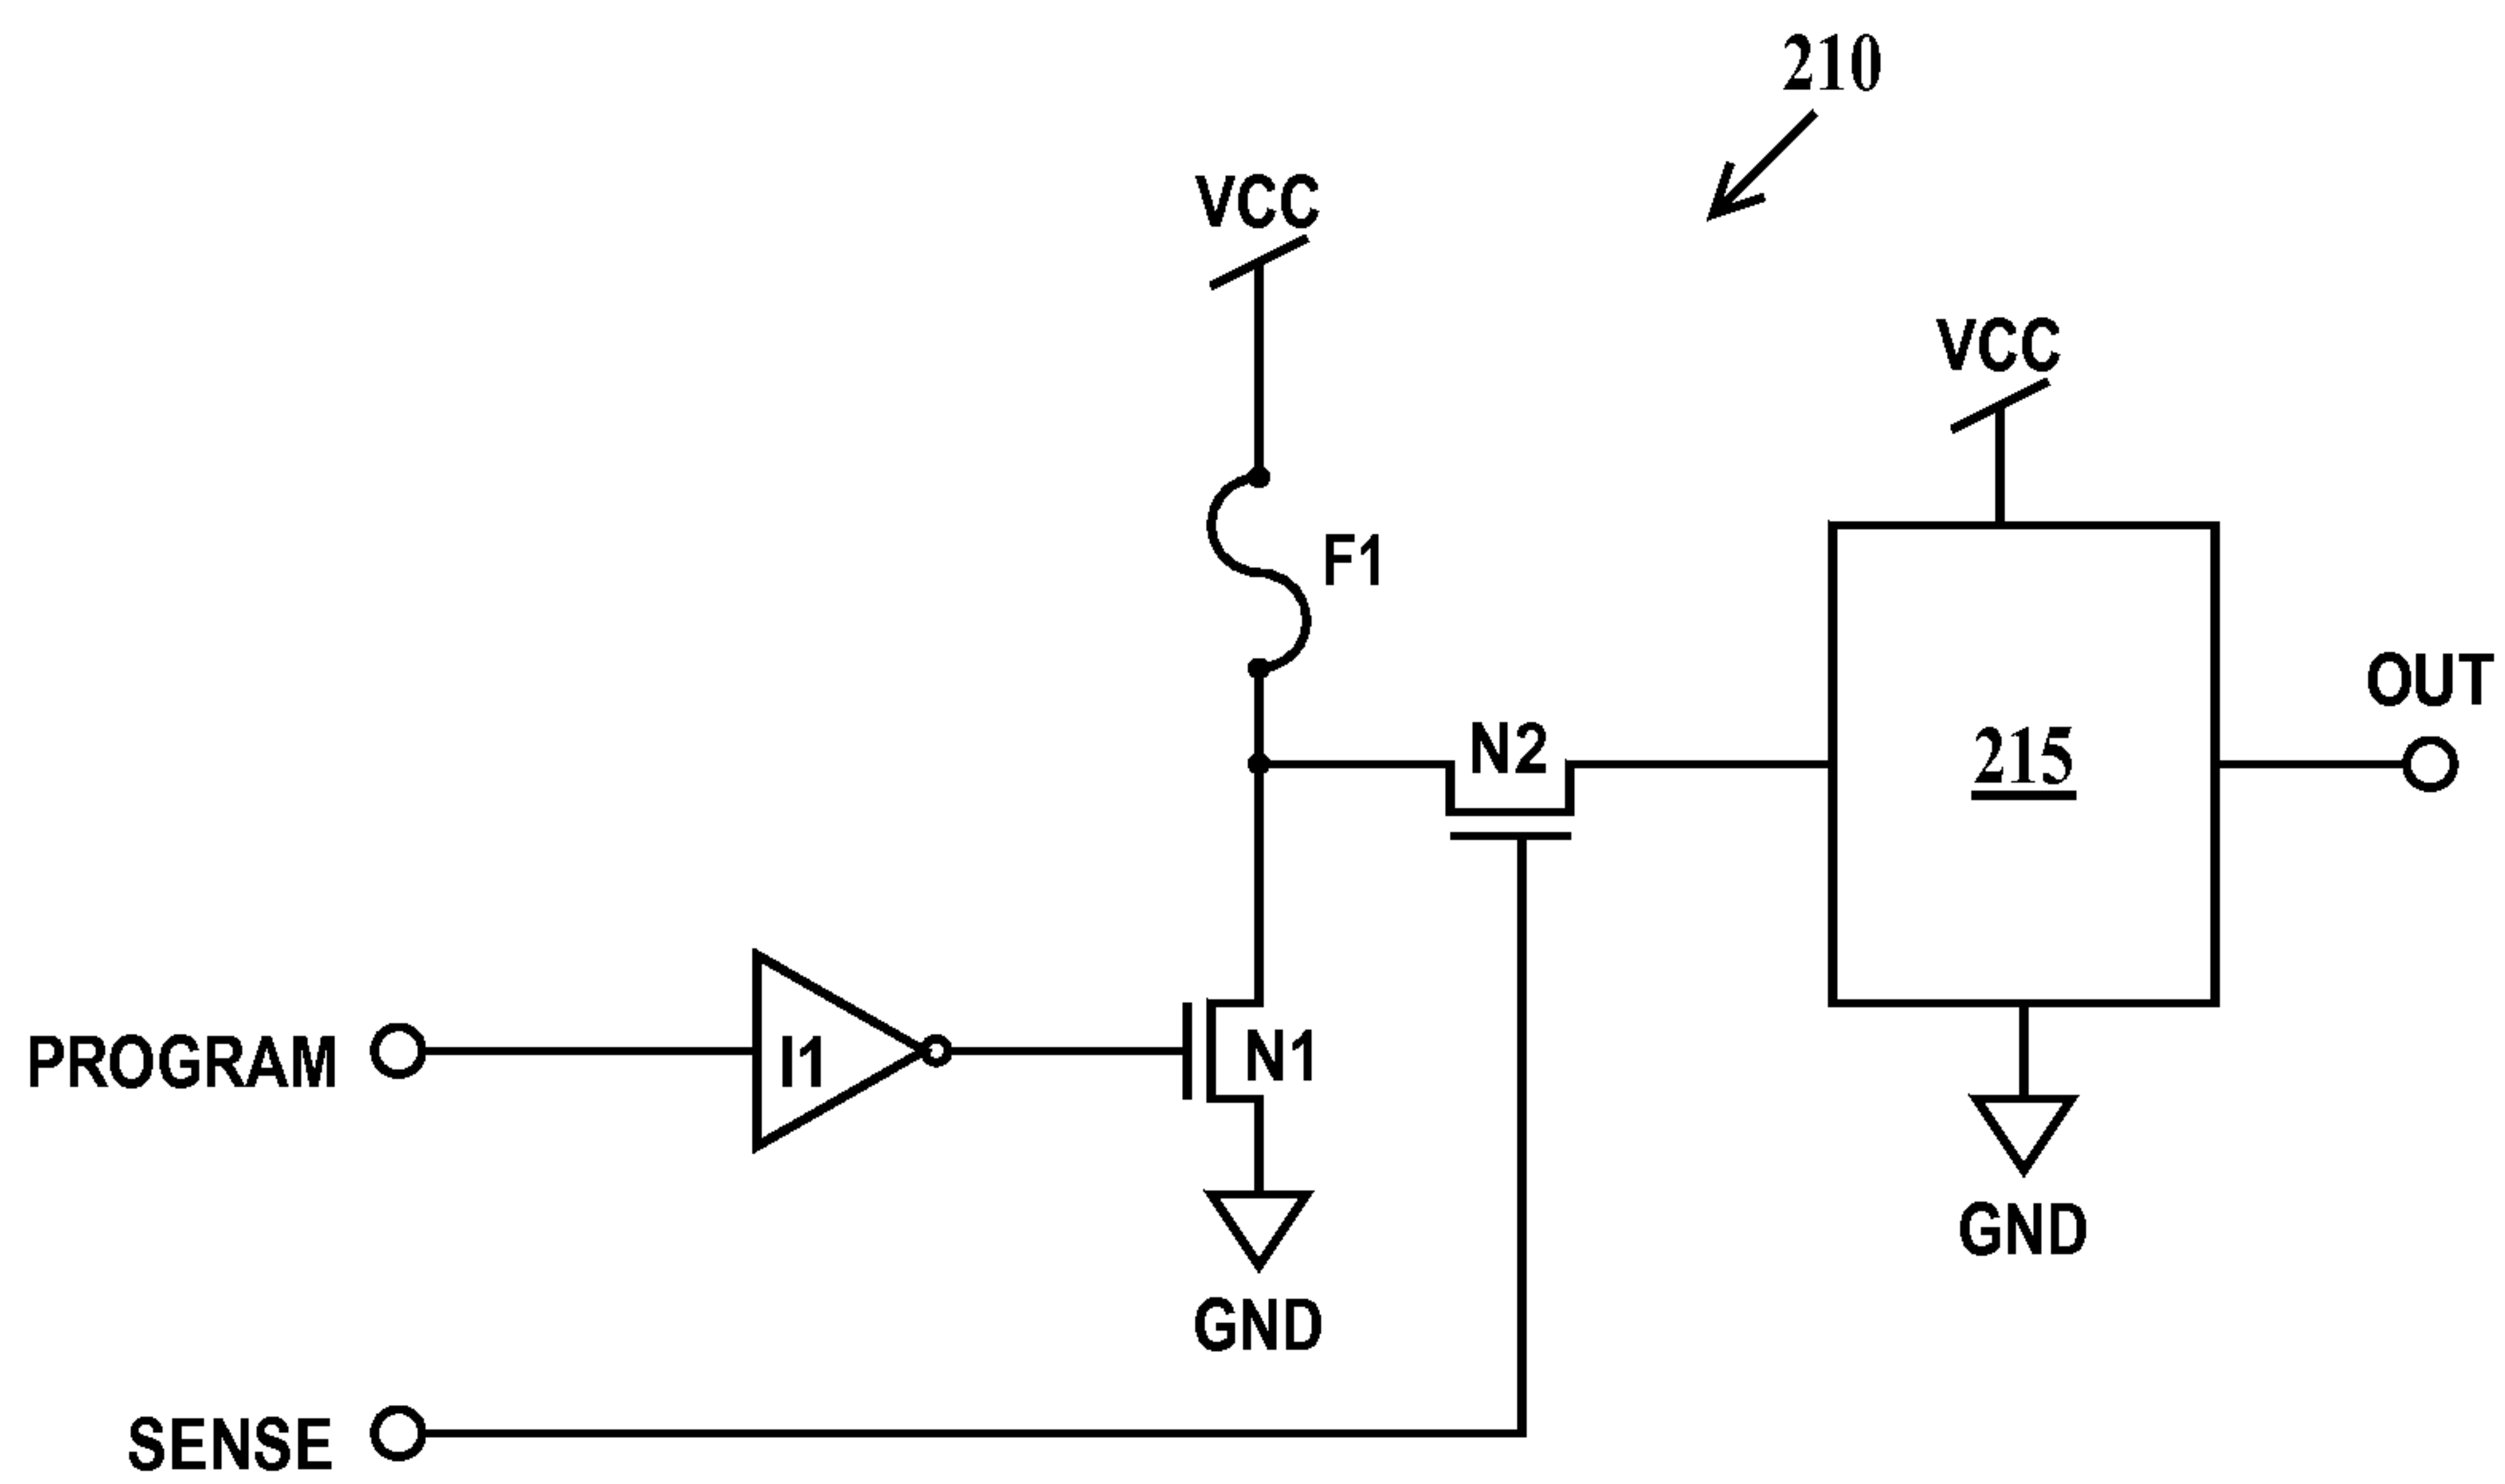 210
VCC
VCC
F1
OUT
N2
215
PROGRAM
I1
N1
GND
GND
SENSE